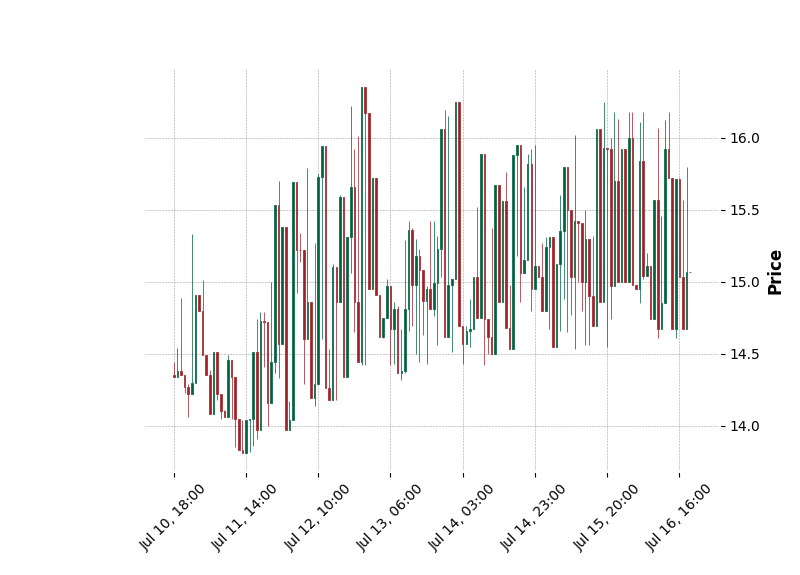 16.0
15.5
15.0
14.5
14.0
Price
Jul 10, 18:00
Jul 11, 14:00
Jul 12, 10:00
Jul 13, 06:00
Jul 14, 03:00
Jul 14, 23:00
Jul 15, 20:00
Jul 16, 16:00